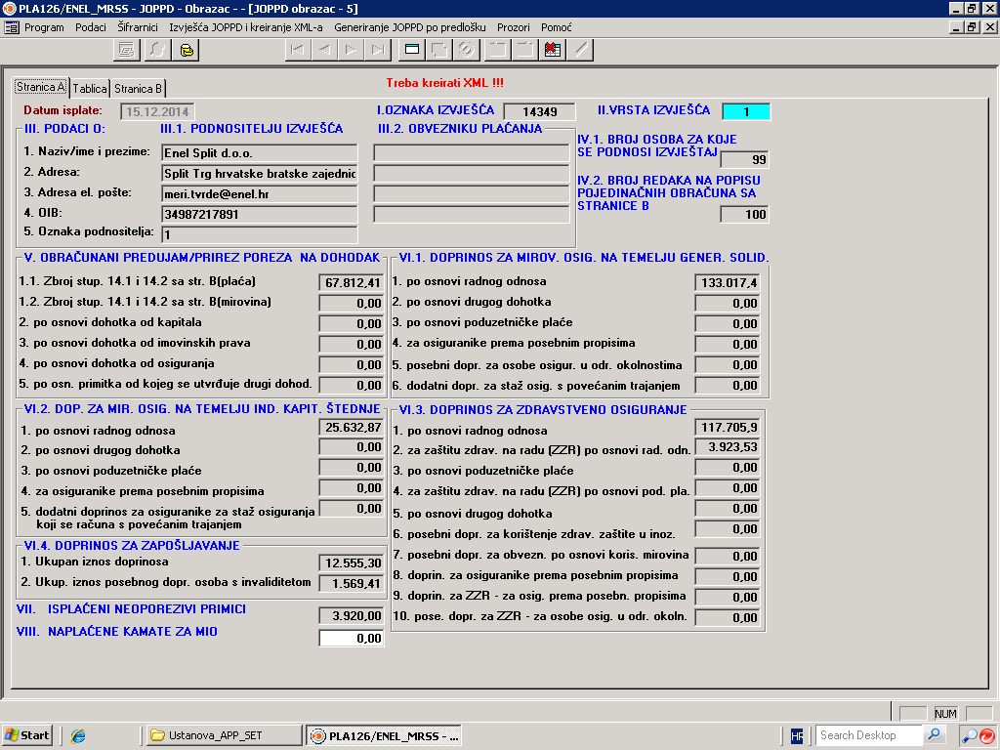 PLA126/ENEL_MRSS - JOPPD - Obrazac - - [JOPPD obrazac - 5]
Program Podaci Šifrarnici Izvješća JOPPD i kreiranje XML-a Generiranje JOPPD po predlošku Prozori Pomoć
Stranica A Tablica Stranica B
Treba kreirati XML !!!
Datum isplate: 15.12.2014
I.OZNAKA IZVJEŠĆA 14349
II.VRSTA IZVJEŠĆA 1
III. PODACI O: III.1. PODNOSITELJU IZVJEŠĆA III.2. OBVEZNIKU PLAĆANJA
1. Naziv/ime i prezime: Enel Split d.o.o.
2. Adresa: Split Trg hrvatske bratske zajednic
3. Adresa el. pošte: meri.tvrde@enel.hr
4. OIB: 34987217891
5. Oznaka podnositelja: 1
IV.1. BROJ OSOBA ZA KOJE
SE PODNOSI IZVJEŠTAJ 99
IV.2. BROJ REDAKA NA POPISU
POJEDINAČNIH OBRAČUNA SA
STRANICE B 100
V. OBRAČUNANI PREDUJAM/PRIREZ POREZA NA DOHODAK
1.1. Zbroj stup. 14.1 i 14.2 sa str. B(plaća) 67.812,41
1.2. Zbroj stup. 14.1 i 14.2 sa str. B(mirovina) 0,00
2. po osnovi dohotka od kapitala 0,00
3. po osnovi dohotka od imovinskih prava 0,00
4. po osnovi dohotka od osiguranja 0,00
5. po osn. primitka od kojeg se utvrđuje drugi dohod. 0,00
VI.1. DOPRINOS ZA MIROV. OSIG. NA TEMELJU GENER. SOLID.
1. po osnovi radnog odnosa 133.017,4
2. po osnovi drugog dohotka 0,00
3. po osnovi poduzetničke plaće 0,00
4. za osiguranike prema posebnim propisima 0,00
5. posebni dopr. za osobe osigur. u odr. okolnostima 0,00
6. dodatni dopr. za staž osig. s povećanim trajanjem 0,00
VI.2. DOP. ZA MIR. OSIG. NA TEMELJU IND. KAPIT. ŠTEDNJE
1. po osnovi radnog odnosa 25.632,87
2. po osnovi drugog dohotka 0,00
3. po osnovi poduzetničke plaće 0,00
4. za osiguranike prema posebnim propisima 0,00
5. dodatni doprinos za osiguranike za staž osiguranja 0,00
koji se računa s povećanim trajanjem
VI.3. DOPRINOS ZA ZDRAVSTVENO OSIGURANJE
1. po osnovi radnog odnosa 117.705,9
2. za zaštitu zdrav. na radu (ZZR) po osnovi rad. odn. 3.923,53
3. po osnovi poduzetničke plaće 0,00
4. za zaštitu zdrav. na radu (ZZR) po osnovi pod. pla. 0,00
5. po osnovi drugog dohotka 0,00
6. posebni dopr. za korištenje zdrav. zaštite u inoz. 0,00
7. posebni dopr. za obvezn. po osnovi koris. mirovina 0,00
8. doprin. za osiguranike prema posebnim propisima 0,00
9. doprin. za ZZR - za osig. prema posebn. propisima 0,00
10. pose. dopr. za ZZR - za osobe osig. u odr. okoln. 0,00
VI.4. DOPRINOS ZA ZAPOŠLJAVANJE
1. Ukupan iznos doprinosa 12.555,30
2. Ukup. iznos posebnog dopr. osoba s invaliditetom 1.569,41
VII. ISPLAĆENI NEOPOREZIVI PRIMICI 3.920,00
VIII. NAPLAĆENE KAMATE ZA MIO 0,00
NUM
Start Ustanova_APP_SET PLA126/ENEL_MRSS - ... HR Search Desktop